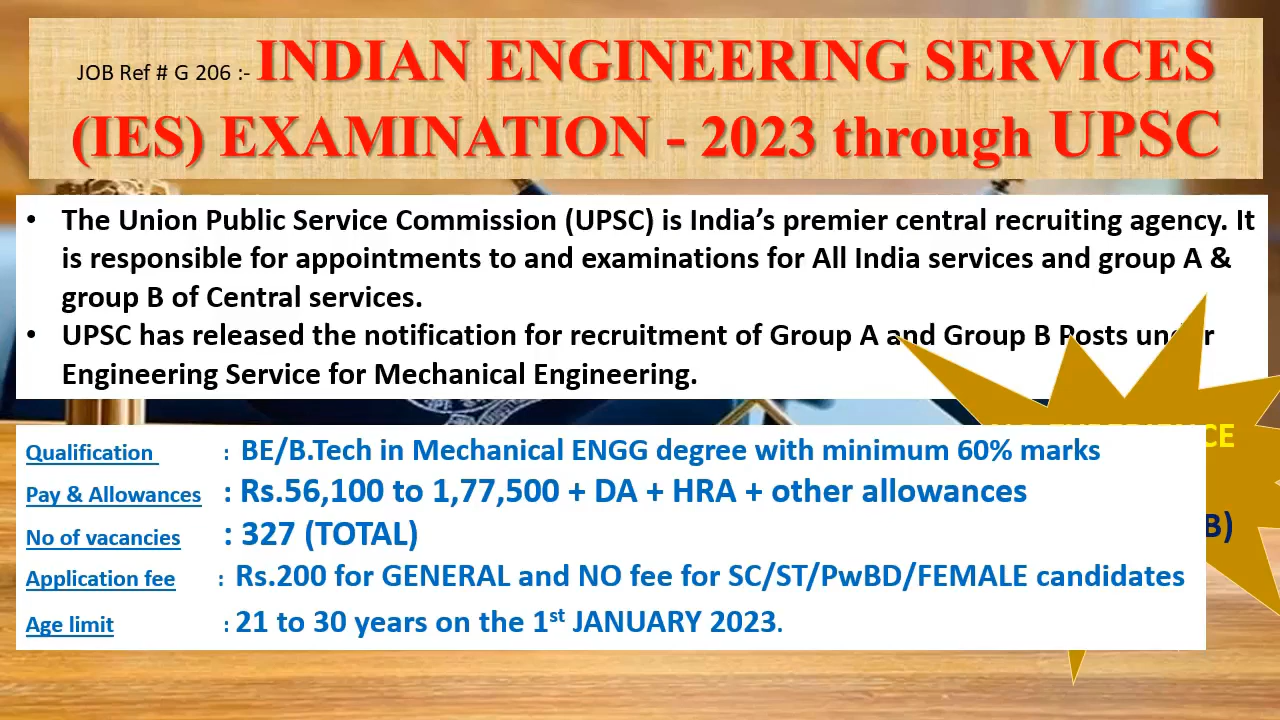 JOB Ref # G 206 :- INDIAN ENGINEERING SERVICES
(IES) EXAMINATION - 2023 through UPSC
• The Union Public Service Commission (UPSC) is India’s premier central recruiting agency. It
is responsible for appointments to and examinations for All India services and group A &
group B of Central services.
• UPSC has released the notification for recruitment of Group A and Group B Posts under
Engineering Service for Mechanical Engineering.
Qualification : BE/B.Tech in Mechanical ENGG degree with minimum 60% marks
Pay & Allowances : Rs.56,100 to 1,77,500 + DA + HRA + other allowances
No of vacancies : 327 (TOTAL)
B)
Application fee : Rs.200 for GENERAL and NO fee for SC/ST/PwBD/FEMALE candidates
Age limit : 21 to 30 years on the 1st JANUARY 2023.